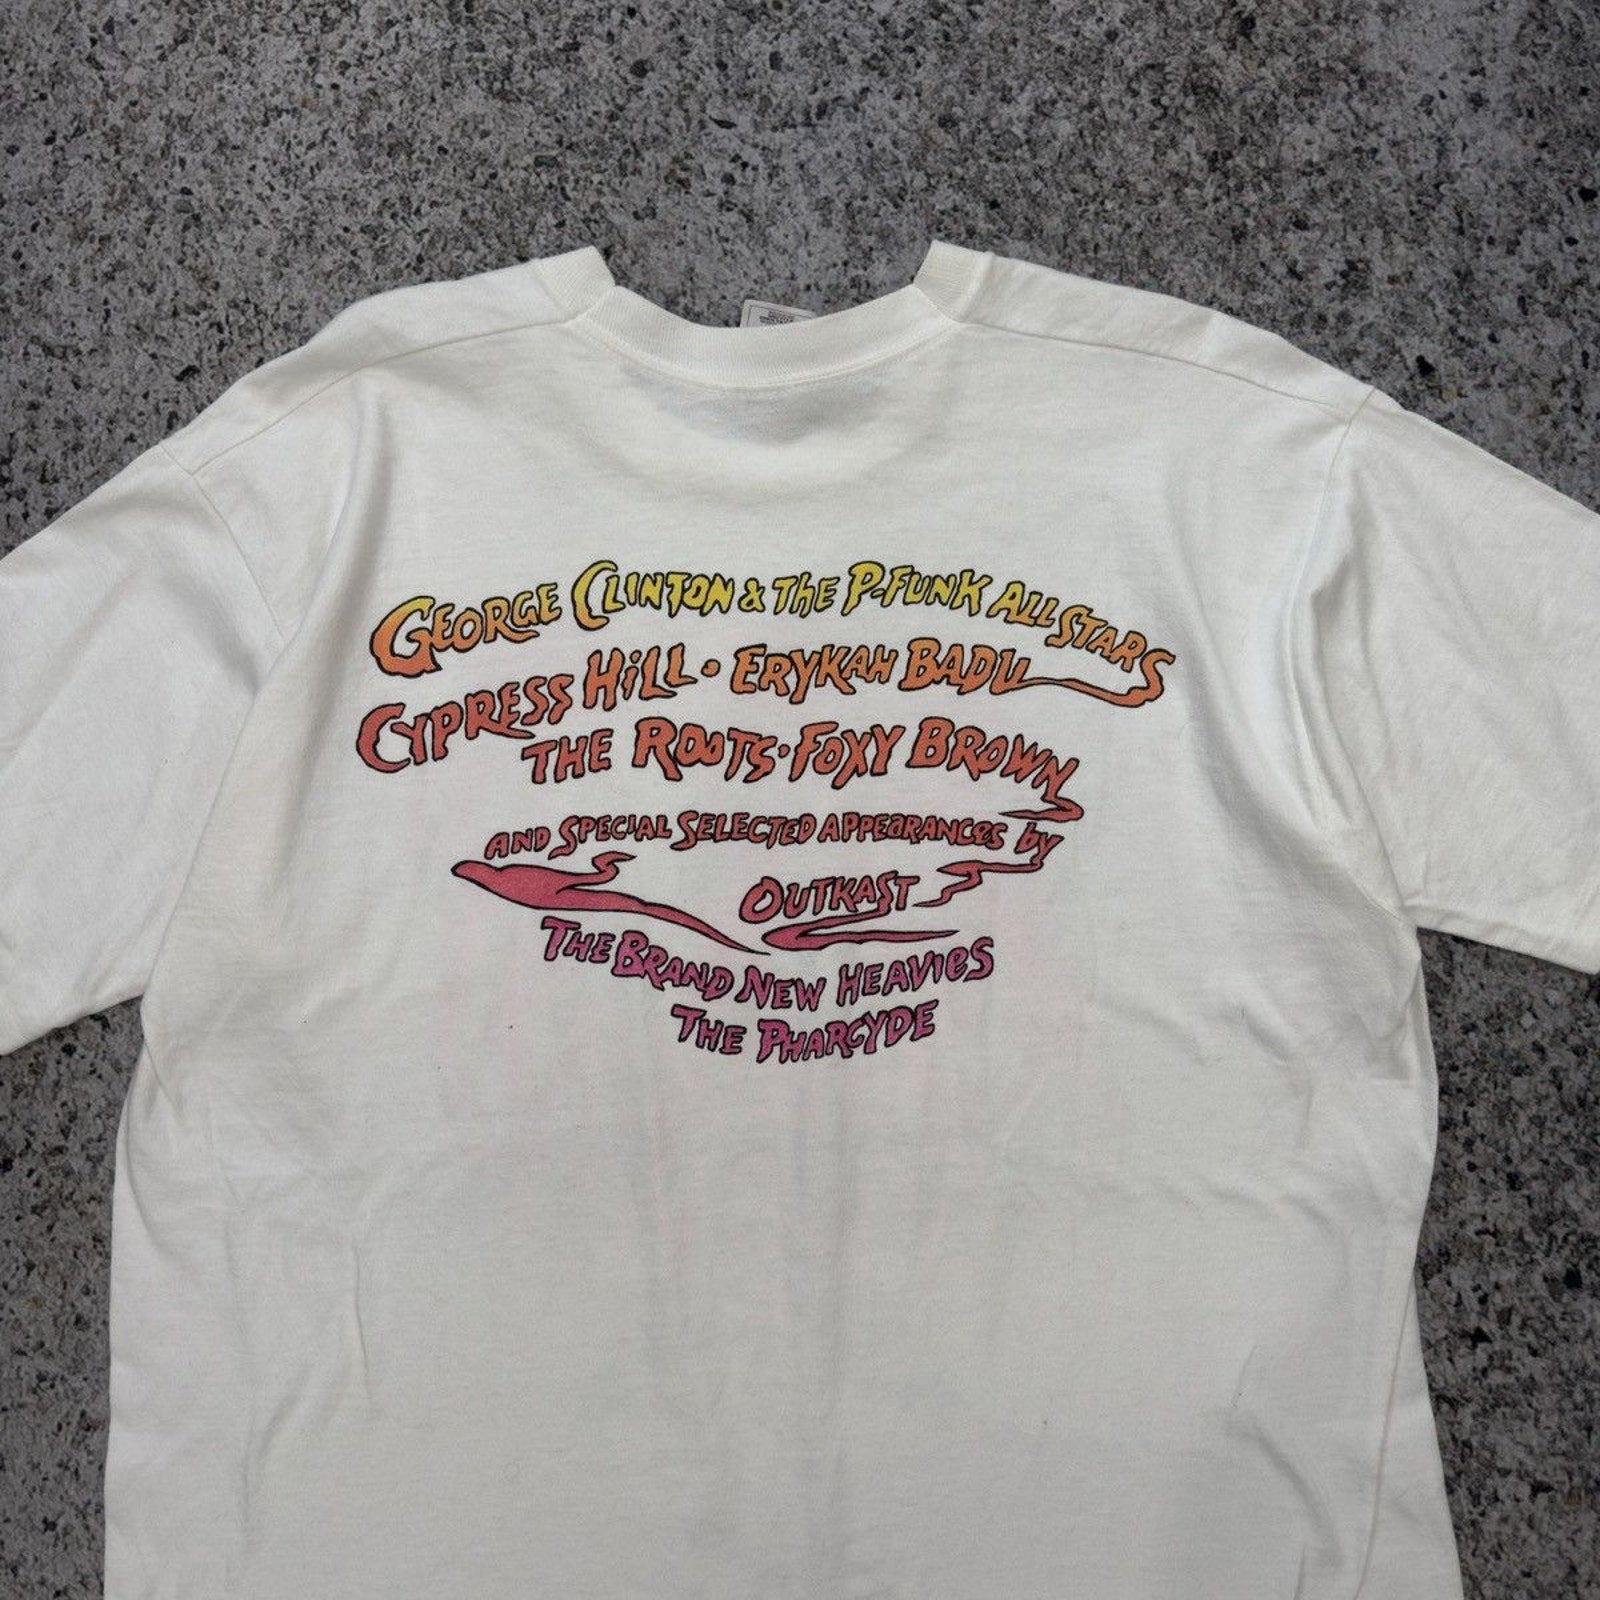 George Clinton & the P-Funk All Stars
Cypress Hill • Erykah Badu
The Roots • Foxy Brown
and Special Selected Appearances by
Outkast
The Brand New Heavies
The Pharcyde